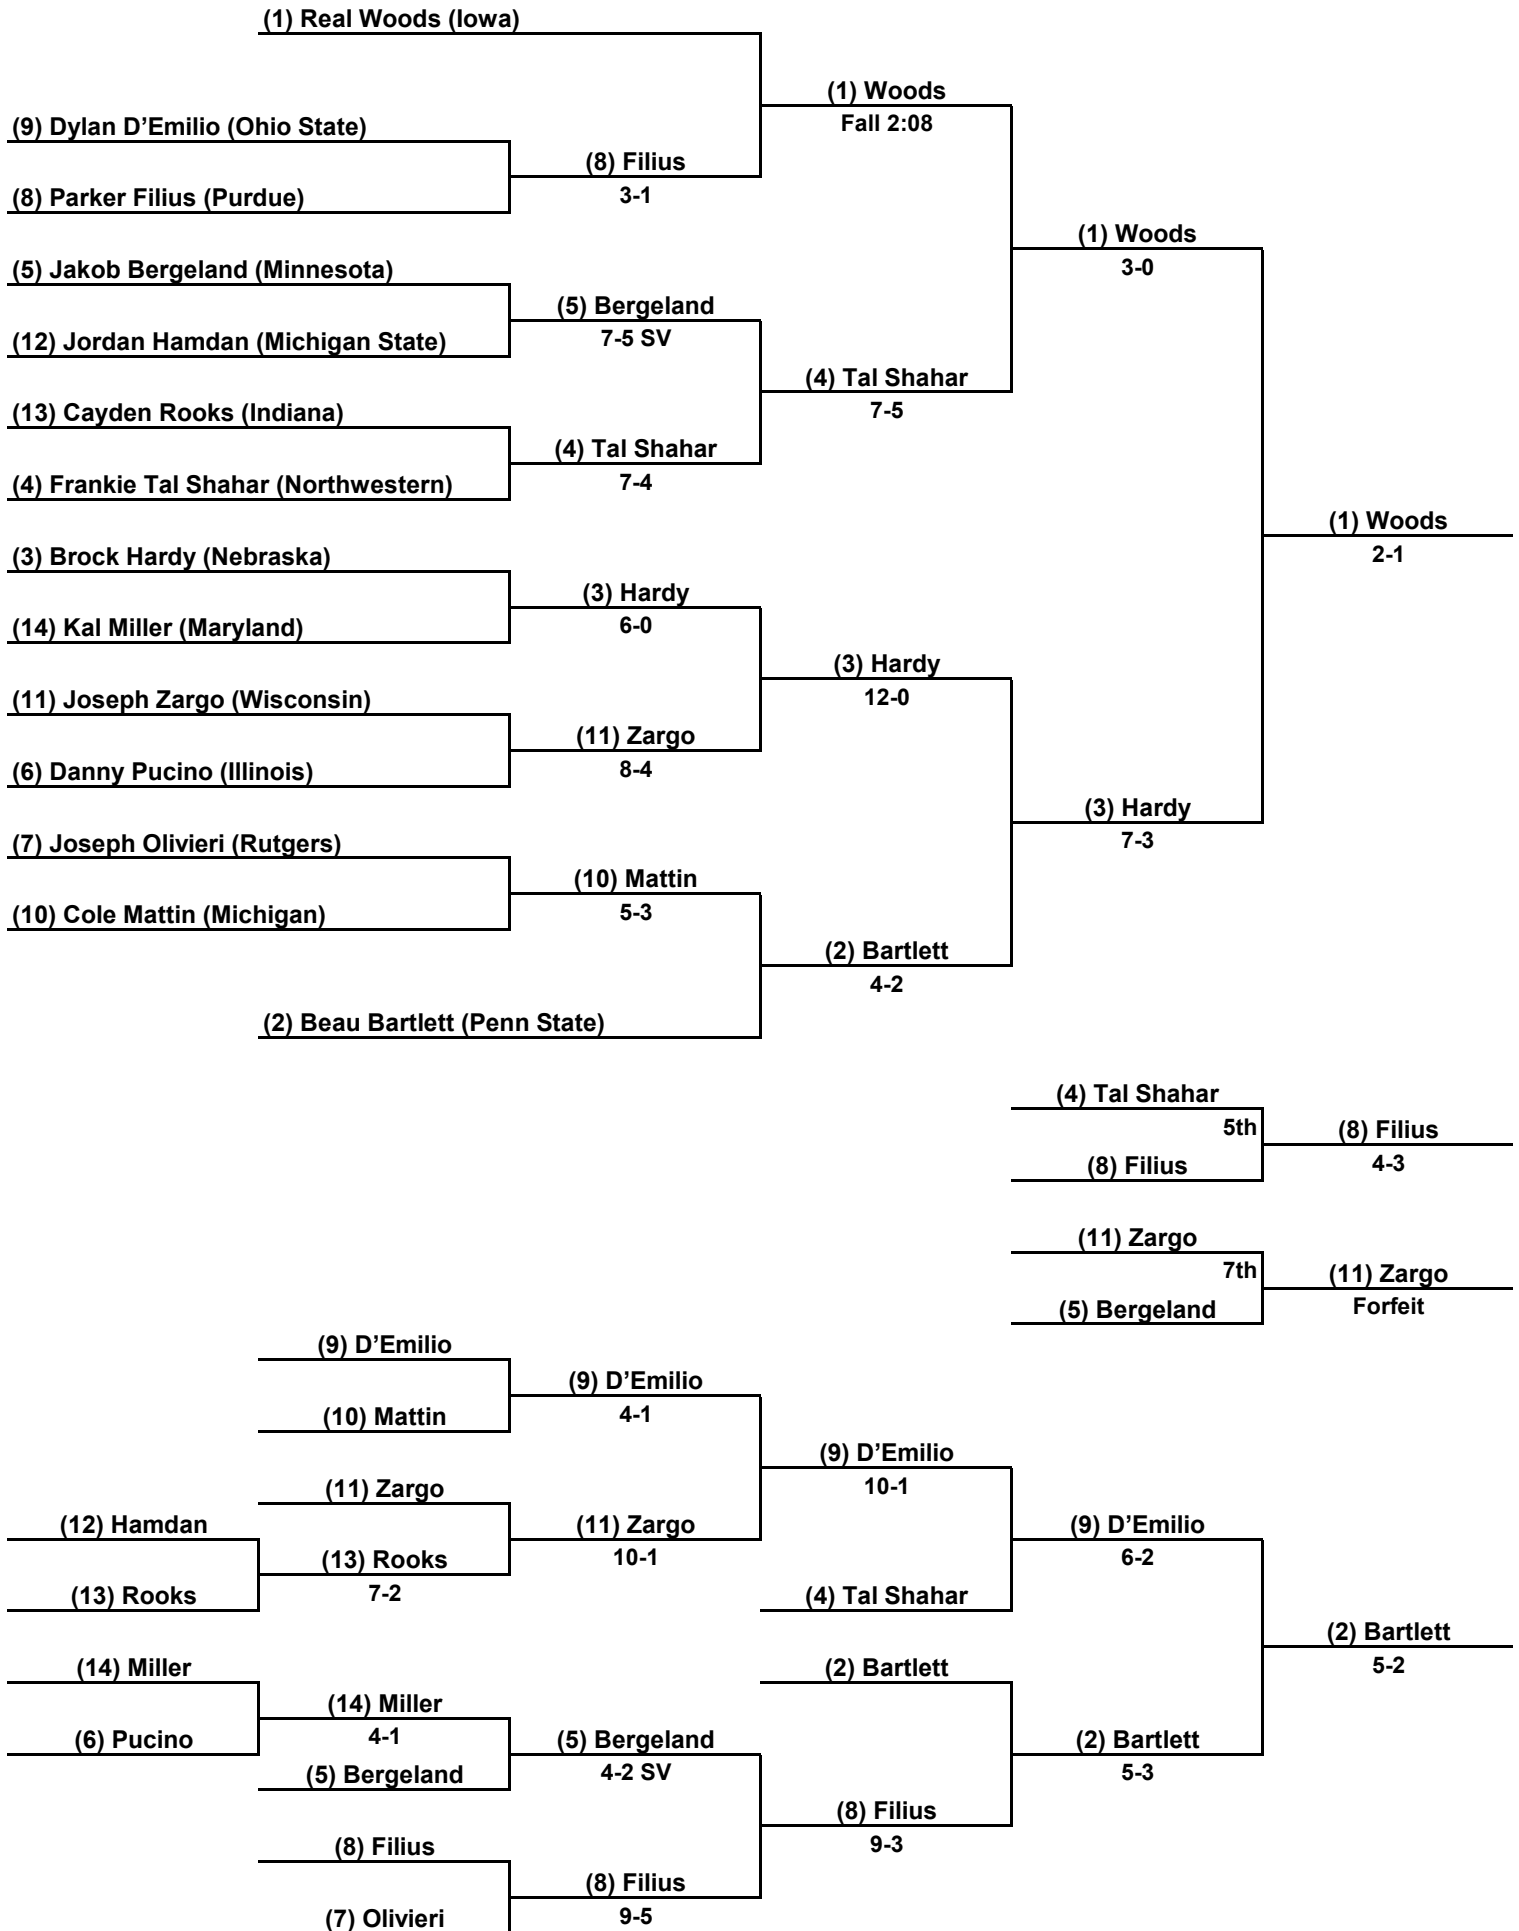 (1) Real Woods (Iowa)
(1) Woods
Fall 2:08
(9) Dylan D’Emilio (Ohio State)
(8) Filius
3-1
(8) Parker Filius (Purdue)
(1) Woods
3-0
(5) Jakob Bergeland (Minnesota)
(5) Bergeland
7-5 SV
(12) Jordan Hamdan (Michigan State)
(4) Tal Shahar
7-5
(13) Cayden Rooks (Indiana)
(4) Tal Shahar
7-4
(4) Frankie Tal Shahar (Northwestern)
(1) Woods
2-1
(3) Brock Hardy (Nebraska)
(3) Hardy
6-0
(14) Kal Miller (Maryland)
(3) Hardy
12-0
(11) Joseph Zargo (Wisconsin)
(11) Zargo
8-4
(6) Danny Pucino (Illinois)
(3) Hardy
7-3
(7) Joseph Olivieri (Rutgers)
(10) Mattin
5-3
(10) Cole Mattin (Michigan)
(2) Bartlett
4-2
(2) Beau Bartlett (Penn State)
(4) Tal Shahar
5th
(8) Filius
4-3
(8) Filius
(11) Zargo
7th
(11) Zargo
Forfeit
(5) Bergeland
(9) D’Emilio
(9) D’Emilio
4-1
(10) Mattin
(9) D’Emilio
10-1
(11) Zargo
(12) Hamdan
(11) Zargo
10-1
(9) D’Emilio
6-2
(13) Rooks
7-2
(13) Rooks
(4) Tal Shahar
(2) Bartlett
5-2
(14) Miller
(2) Bartlett
(14) Miller
4-1
(6) Pucino
(5) Bergeland
4-2 SV
(2) Bartlett
5-3
(5) Bergeland
(8) Filius
9-3
(8) Filius
(8) Filius
9-5
(7) Olivieri